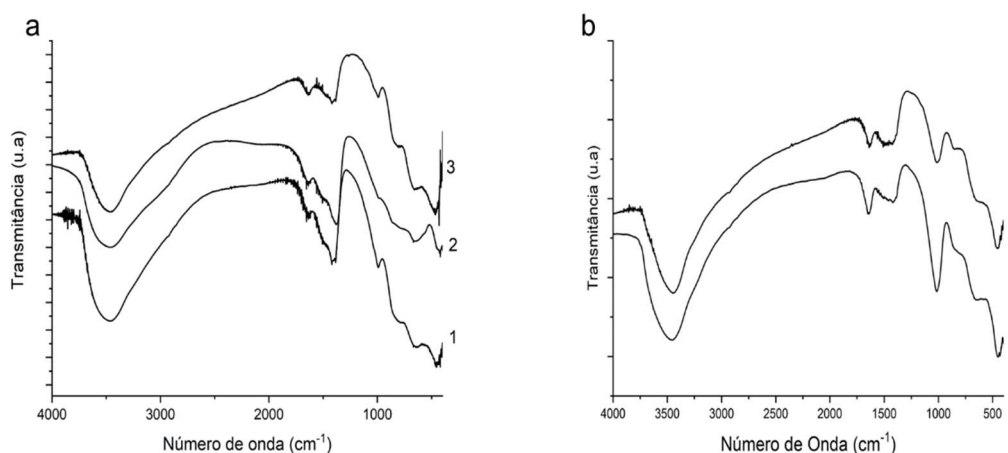 a
Transmitância (u.a)
3
2
1
4000 3000 2000 1000
Número de onda (cm⁻¹)
b
Transmitância (u.a)
4000 3500 3000 2500 2000 1500 1000 500
Número de Onda (cm⁻¹)